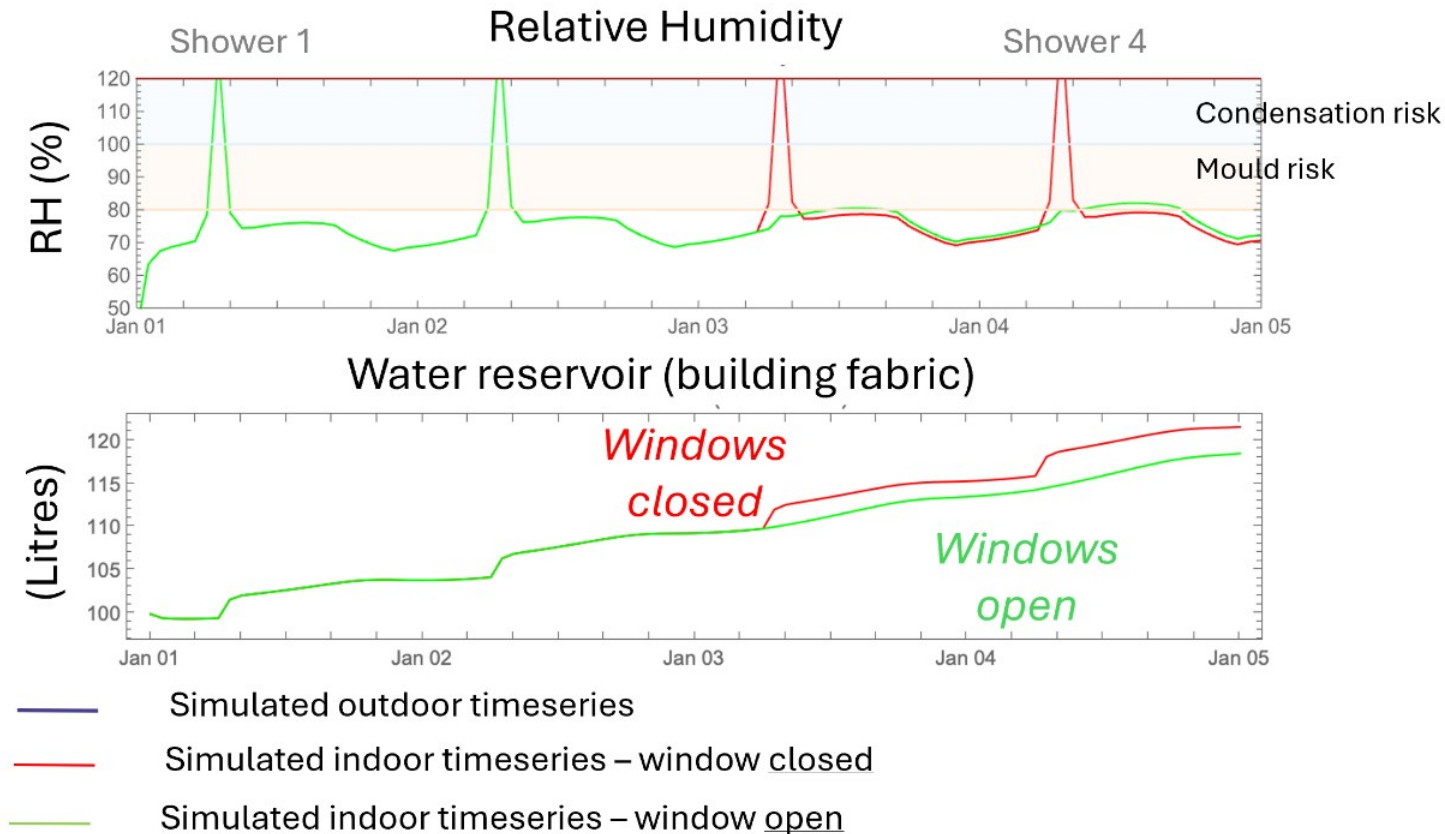 Relative Humidity
Shower 1
Shower 4
RH (%)
120
110
100
90
80
70
60
50
Condensation risk
Mould risk
Jan 01
Jan 02
Jan 03
Jan 04
Jan 05
Water reservoir (building fabric)
(Litres)
120
115
110
105
100
Windows
closed
Windows
open
Jan 01
Jan 02
Jan 03
Jan 04
Jan 05
Simulated outdoor timeseries
Simulated indoor timeseries – window closed
Simulated indoor timeseries – window open